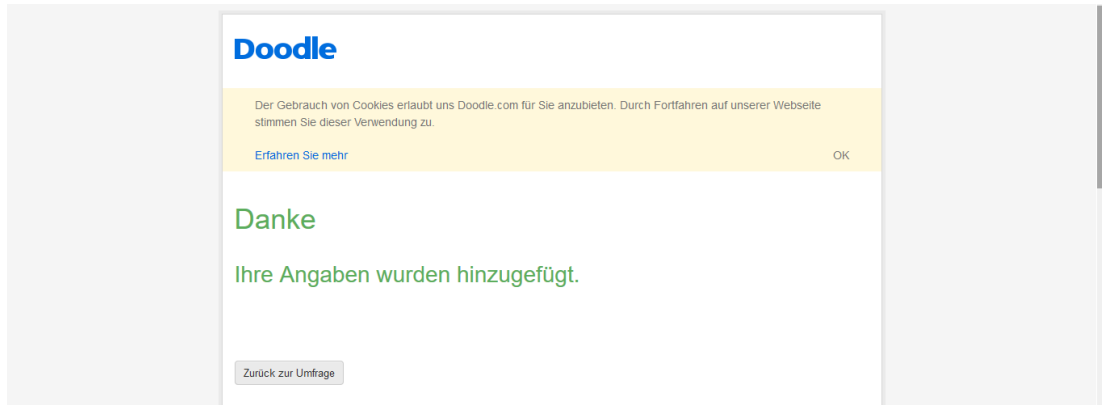 Doodle
Der Gebrauch von Cookies erlaubt uns Doodle.com für Sie anzubieten. Durch Fortfahren auf unserer Webseite
stimmen Sie dieser Verwendung zu.
Erfahren Sie mehr OK
Danke
Ihre Angaben wurden hinzugefügt.
Zurück zur Umfrage